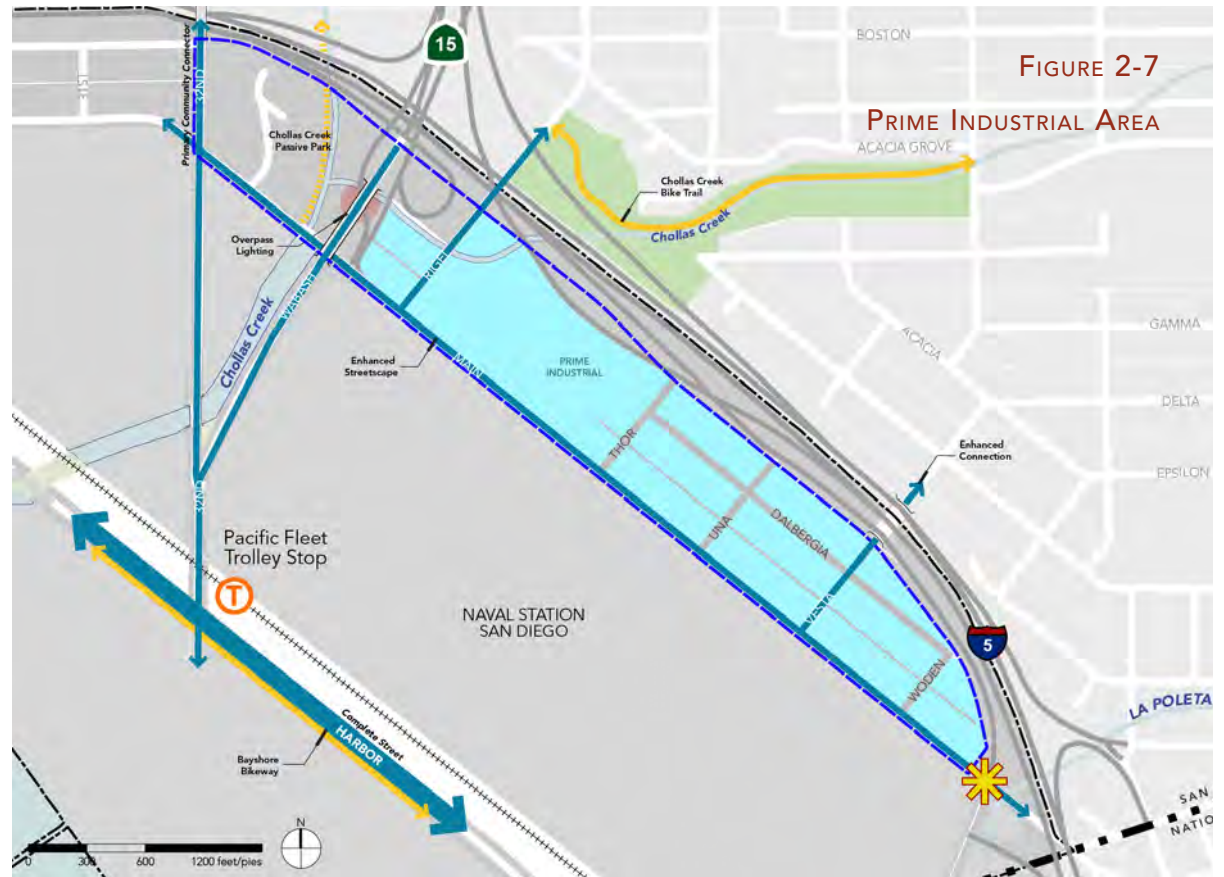 FIGURE 2-7
PRIME INDUSTRIAL AREA
BOSTON
15
31ST
Primary Community Connector
32ND
Chollas Creek
Passive Park
ACACIA GROVE
Chollas Creek
Bike Trail
Chollas Creek
Overpass
Lighting
RIGEL
WABASH
Chollas Creek
Enhanced
Streetscape
MAIN
PRIME
INDUSTRIAL
ACACIA
GAMMA
DELTA
EPSILON
Enhanced
Connection
THOR
UNA
DALBERGIA
VESTA
WODEN
32ND
Pacific Fleet
Trolley Stop
T
NAVAL STATION
SAN DIEGO
5
LA POLETA
Complete Street
HARBOR
Bayshore
Bikeway
SAN
NATIO
N
0 300 600 1200 feet/pies